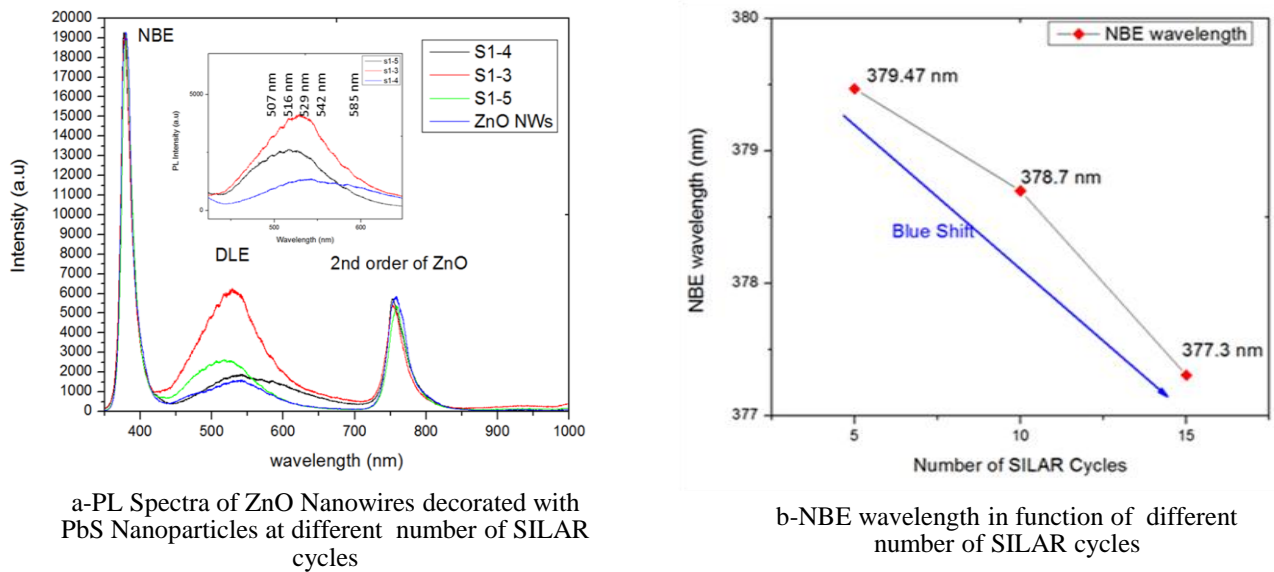 20000
19000
18000
17000
16000
15000
14000
13000
12000
11000
10000
9000
8000
7000
6000
5000
4000
3000
2000
1000
0
Intensity (a.u)
NBE
DLE
2nd order of ZnO
S1-4
S1-3
S1-5
ZnO NWs
400
500
600
700
800
900
1000
wavelength (nm)
5000
0
PL Intensity (a.u)
507 nm
516 nm
529 nm
542 nm
585 nm
s1-5
s1-3
s1-4
500
600
Wavelength (nm)
a-PL Spectra of ZnO Nanowires decorated with
PbS Nanoparticles at different number of SILAR
cycles
380
379
378
377
NBE wavelength (nm)
NBE wavelength
379.47 nm
378.7 nm
Blue Shift
377.3 nm
5
10
15
Number of SILAR Cycles
b-NBE wavelength in function of different
number of SILAR cycles